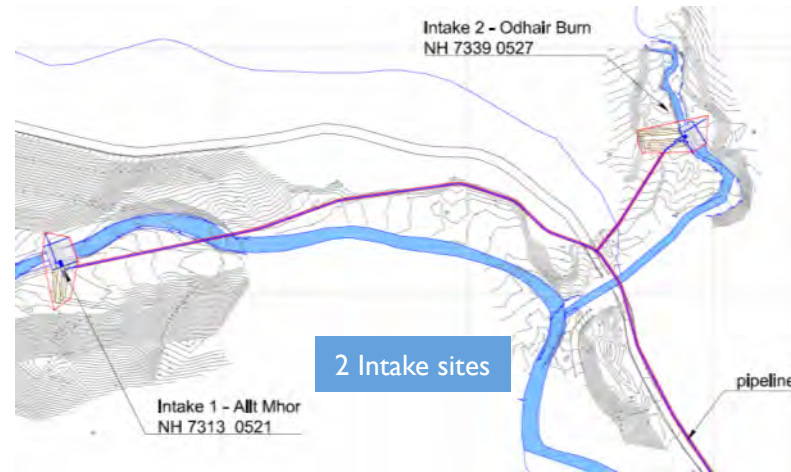 Intake 2 - Odhair Burn
NH 7339 0527
2 Intake sites
Intake 1 - Allt Mhor
NH 7313 0521
pipeline